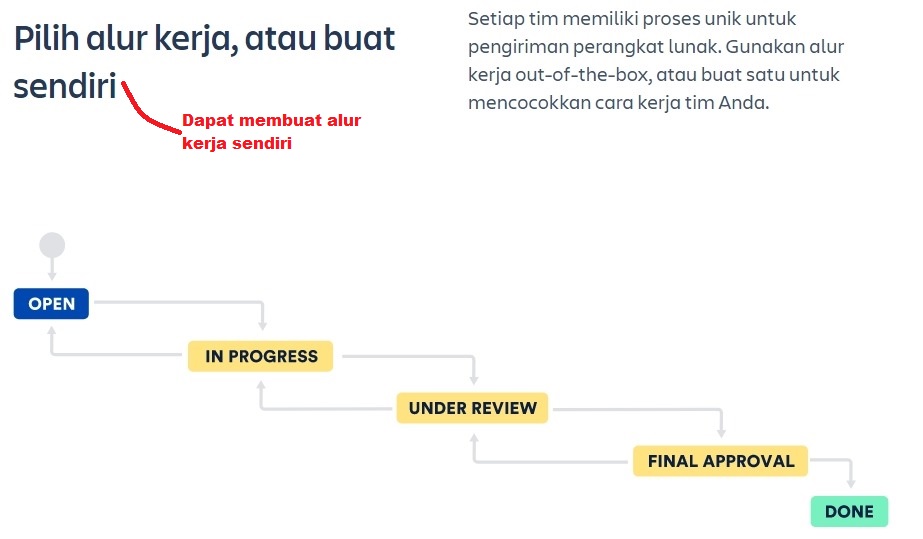 Pilih alur kerja, atau buat
sendiri
Dapat membuat alur
kerja sendiri
Setiap tim memiliki proses unik untuk
pengiriman perangkat lunak. Gunakan alur
kerja out-of-the-box, atau buat satu untuk
mencocokkan cara kerja tim Anda.
OPEN
IN PROGRESS
UNDER REVIEW
FINAL APPROVAL
DONE